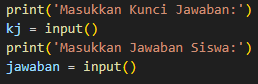 print('Masukkan Kunci Jawaban:')
kj = input()
print('Masukkan Jawaban Siswa:')
jawaban = input()